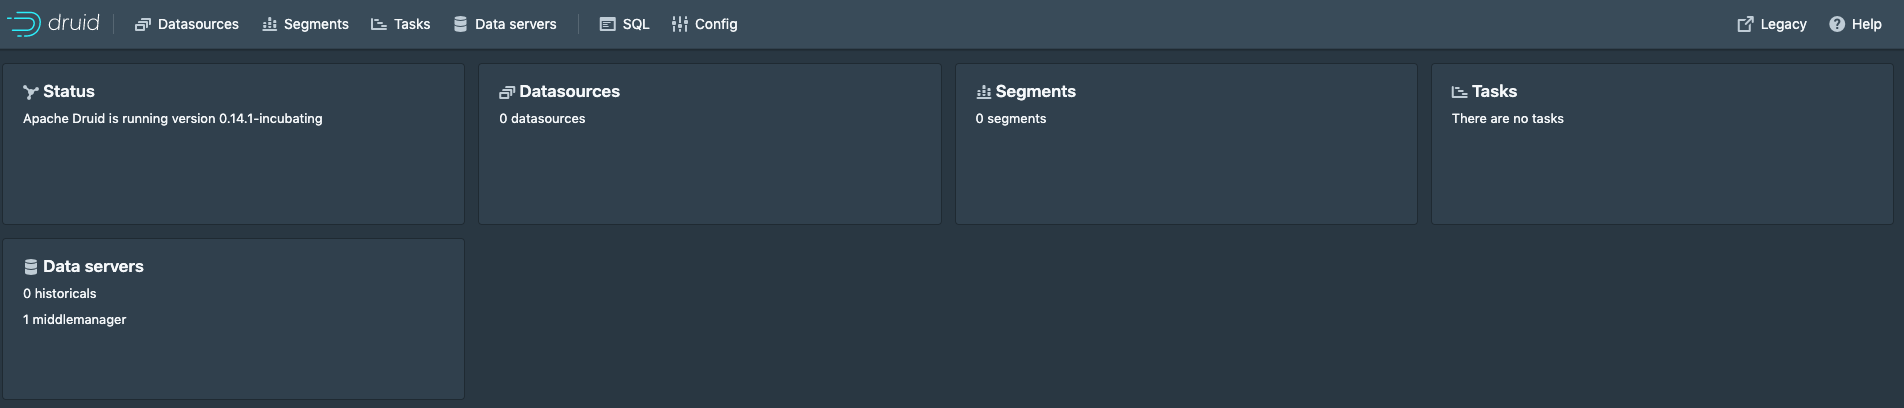 druid Datasources Segments Tasks Data servers SQL Config Legacy Help
Status
Apache Druid is running version 0.14.1-incubating
Datasources
0 datasources
Segments
0 segments
Tasks
There are no tasks
Data servers
0 historicals
1 middlemanager